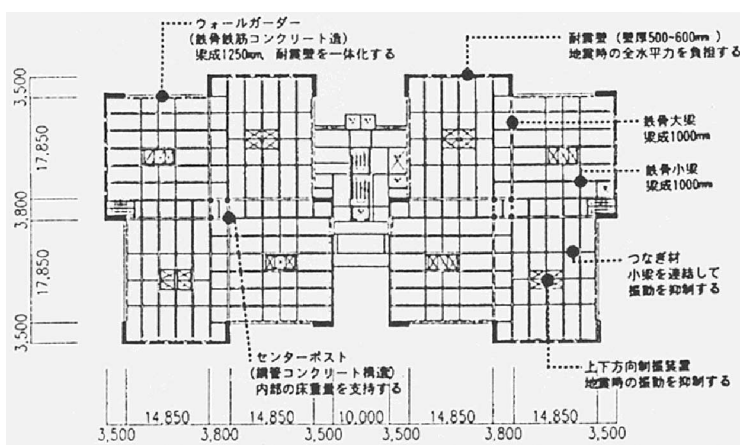 ウォールガーダー
(鉄骨鉄筋コンクリート造)
梁成1250mm, 耐震壁を一体化する
耐震壁(壁厚500~600mm)
地震時の全水平力を負担する
鉄骨大梁
梁成1000mm
鉄骨小梁
梁成1000mm
つなぎ材
小梁を連結して
振動を抑制する
上下方向制振装置
地震時の振動を抑制する
センターポスト
(鋼管コンクリート構造)
内部の床重量を支持する
3,500
17,850
3,800
17,850
3,500
14,850 14,850 10,000 14,850 14,850
3,500 3,800 3,500 3,500 3,800 3,500